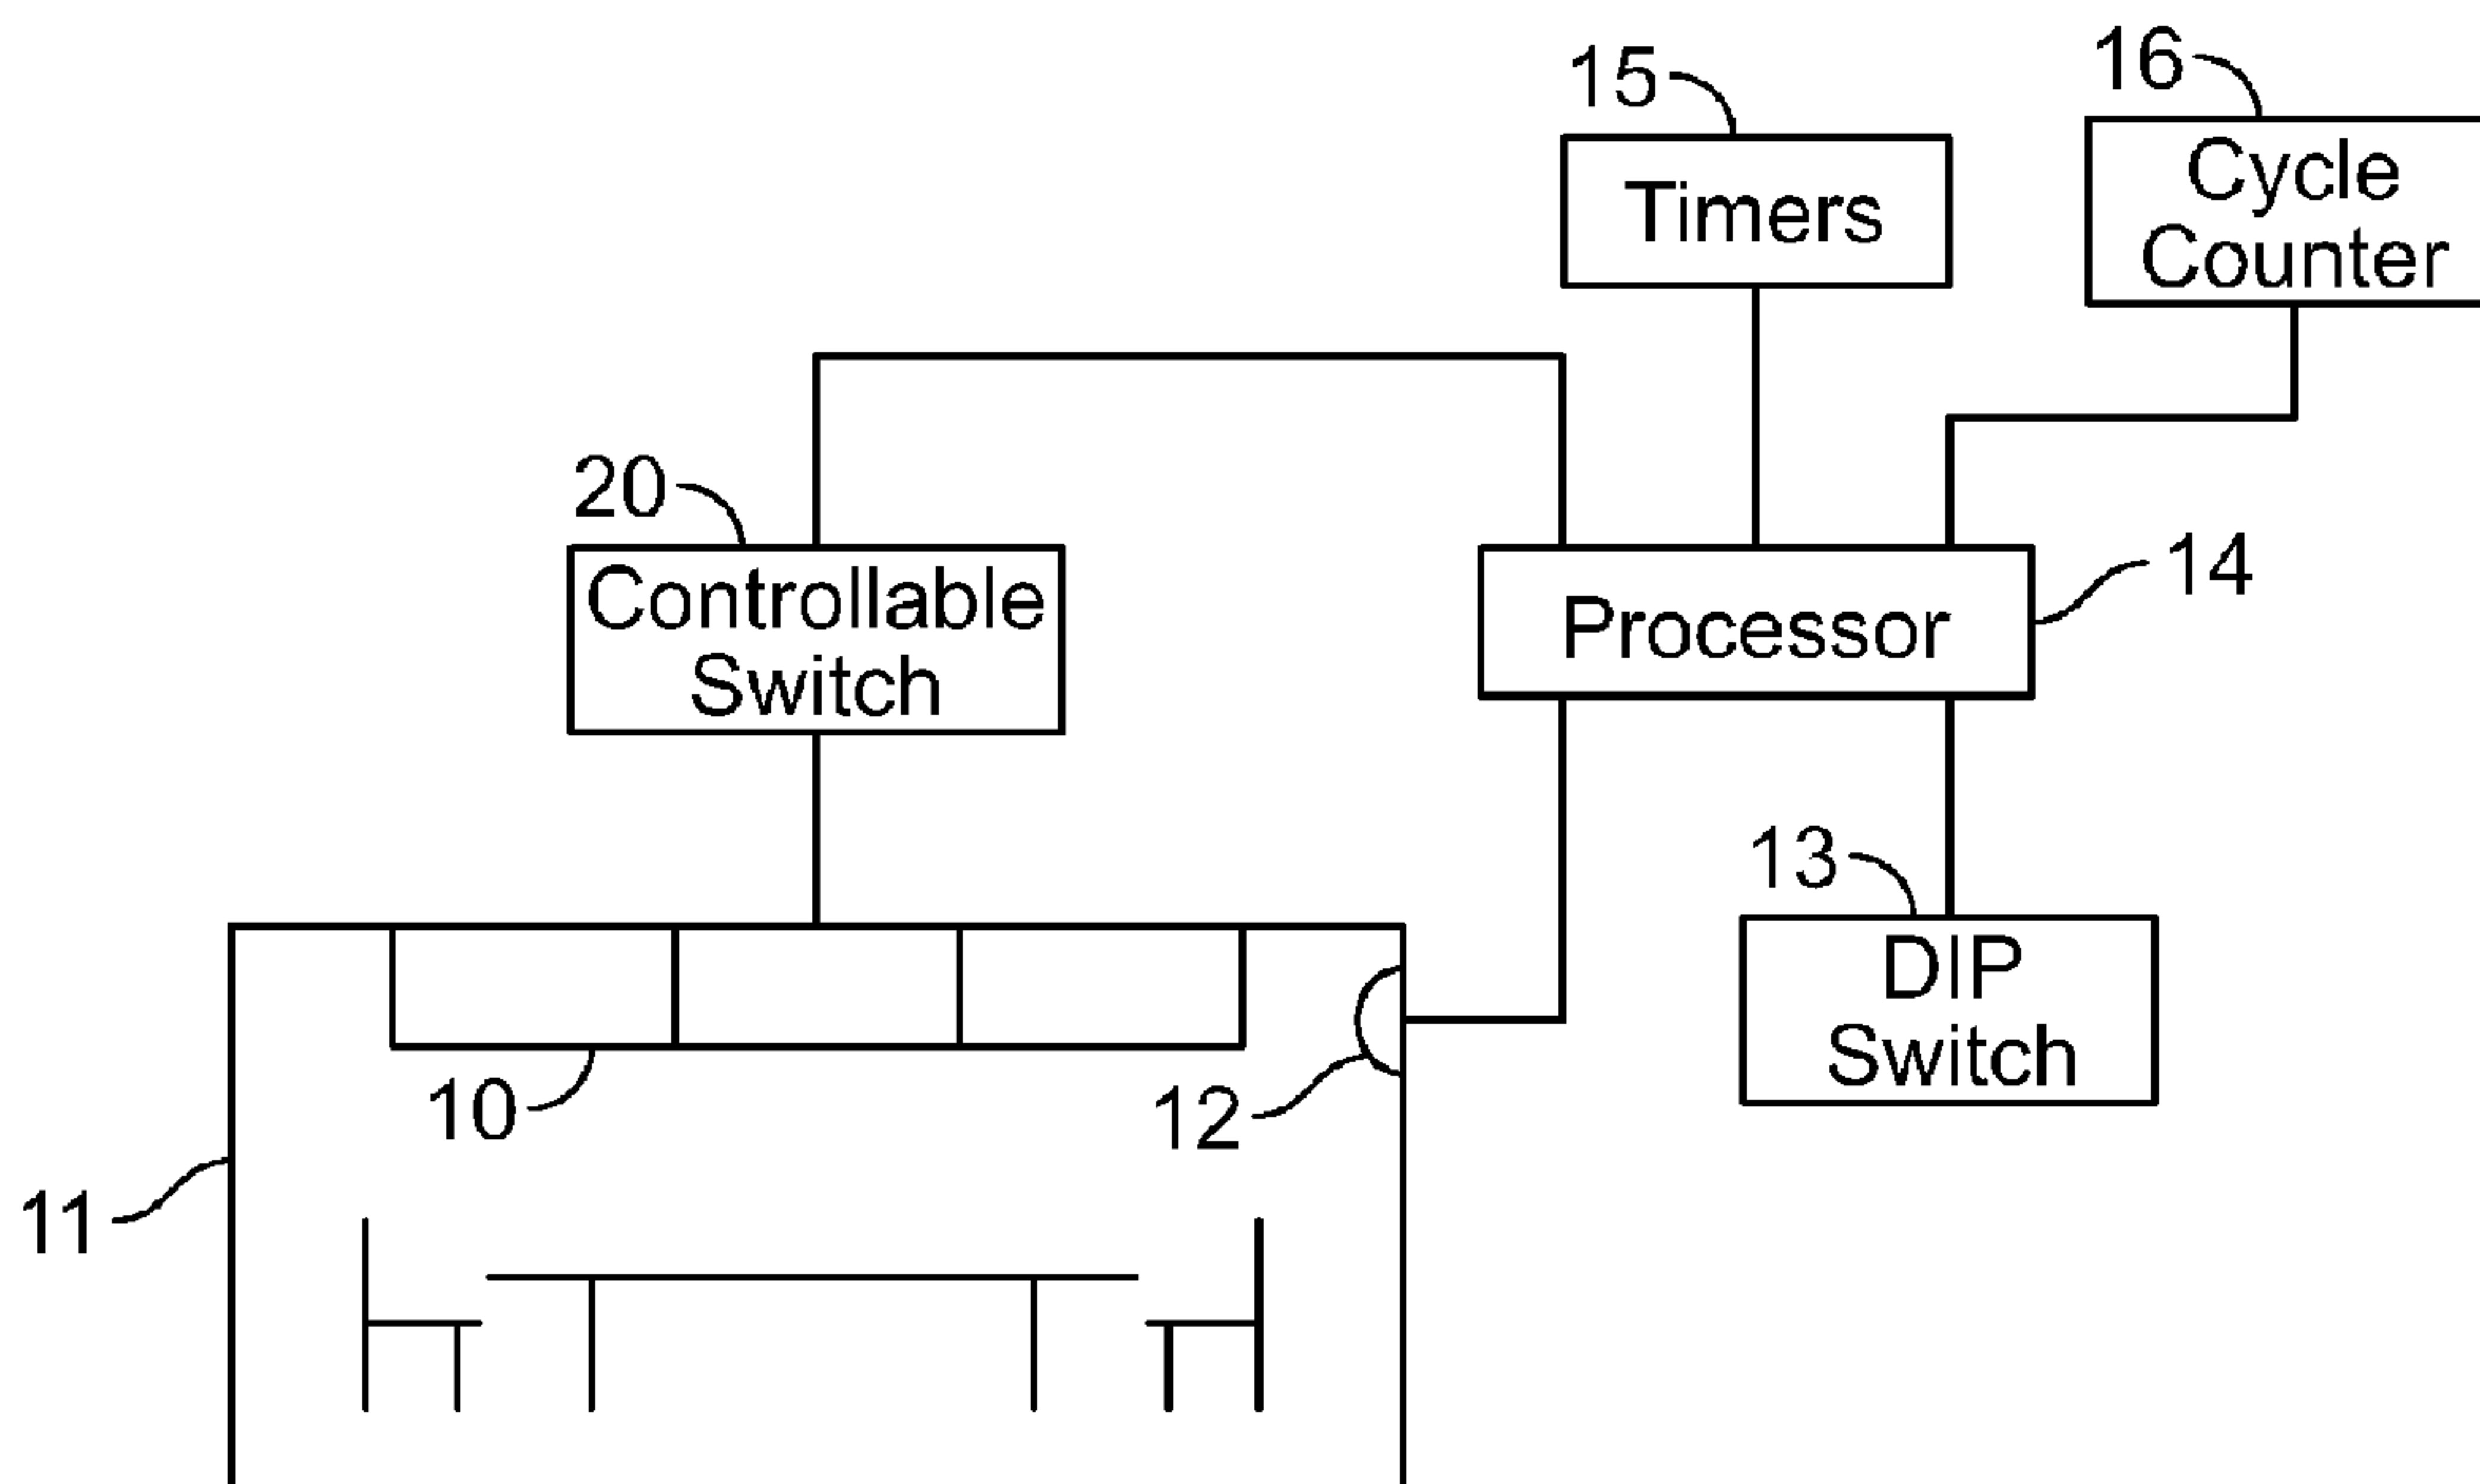 16
15
Cycle
Counter
Timers
20
14
Controllable
Switch
Processor
13
DIP
Switch
10
12
11